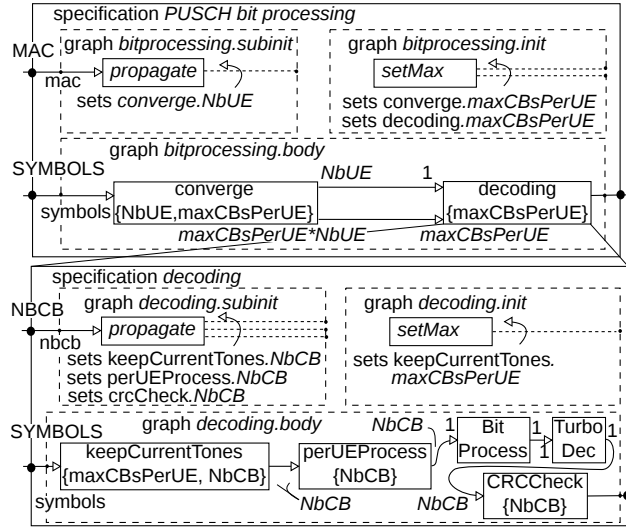 specification PUSCH bit processing
graph bitprocessing.subinit
graph bitprocessing.init
MAC
mac
propagate
setMax
sets converge.NbUE
sets converge.maxCBsPerUE
sets decoding.maxCBsPerUE
graph bitprocessing.body
SYMBOLS
symbols
converge
{NbUE,maxCBsPerUE}
NbUE
1
decoding
{maxCBsPerUE}
maxCBsPerUE*NbUE
maxCBsPerUE
specification decoding
graph decoding.subinit
graph decoding.init
NBCB
nbcb
propagate
setMax
sets keepCurrentTones.NbCB
sets perUEProcess.NbCB
sets crcCheck.NbCB
sets keepCurrentTones.
maxCBsPerUE
graph decoding.body
SYMBOLS
symbols
keepCurrentTones
{maxCBsPerUE, NbCB}
NbCB
perUEProcess
{NbCB}
NbCB
1
Bit
Process
1
1
Turbo
Dec
1
NbCB
CRCCheck
{NbCB}